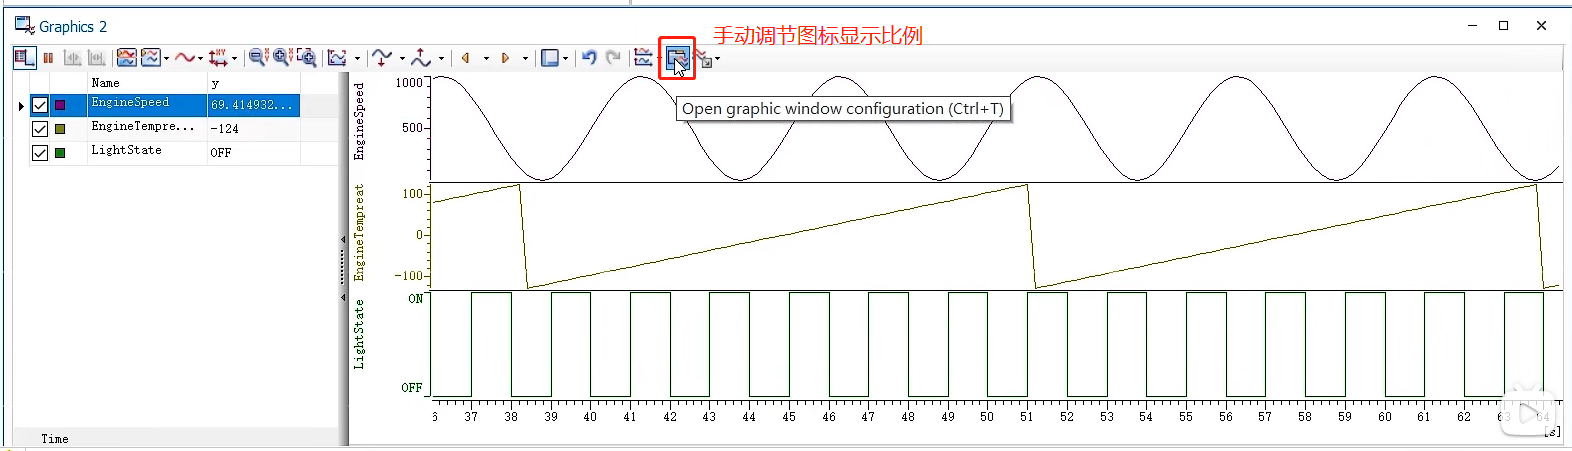 Graphics 2
手动调节图标显示比例
Open graphic window configuration (Ctrl+T)
Name y
EngineSpeed 69.414932...
EngineTempre... -124
LightState OFF
Time
EngineSpeed
1000
500
EngineTempreat
100
0
-100
LightState
ON
OFF
6 37 38 39 40 41 42 43 44 45 46 47 48 49 50 51 52 53 54 55 56 57 58 59 60 61 62 63 64
[s]